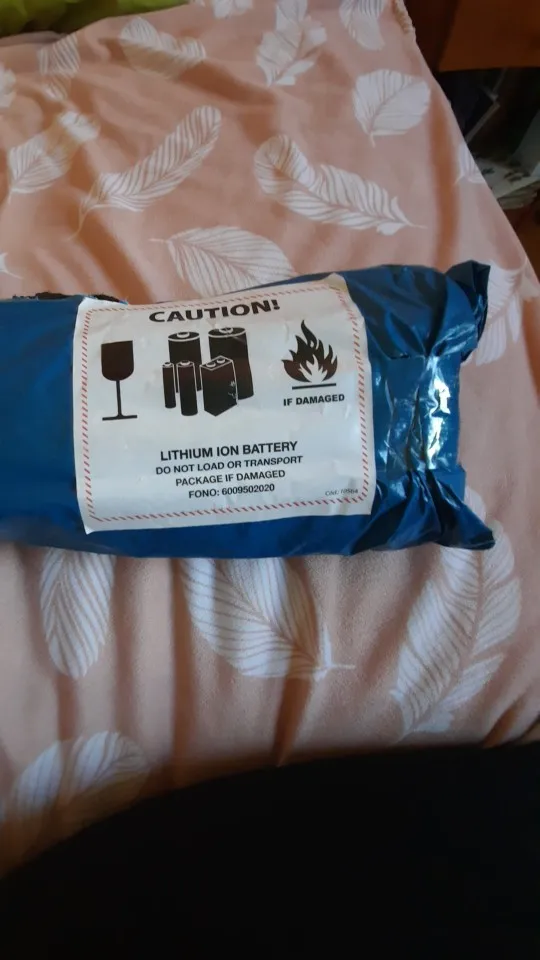 CAUTION!
IF DAMAGED
LITHIUM ION BATTERY
DO NOT LOAD OR TRANSPORT
PACKAGE IF DAMAGED
FONO: 6009502020